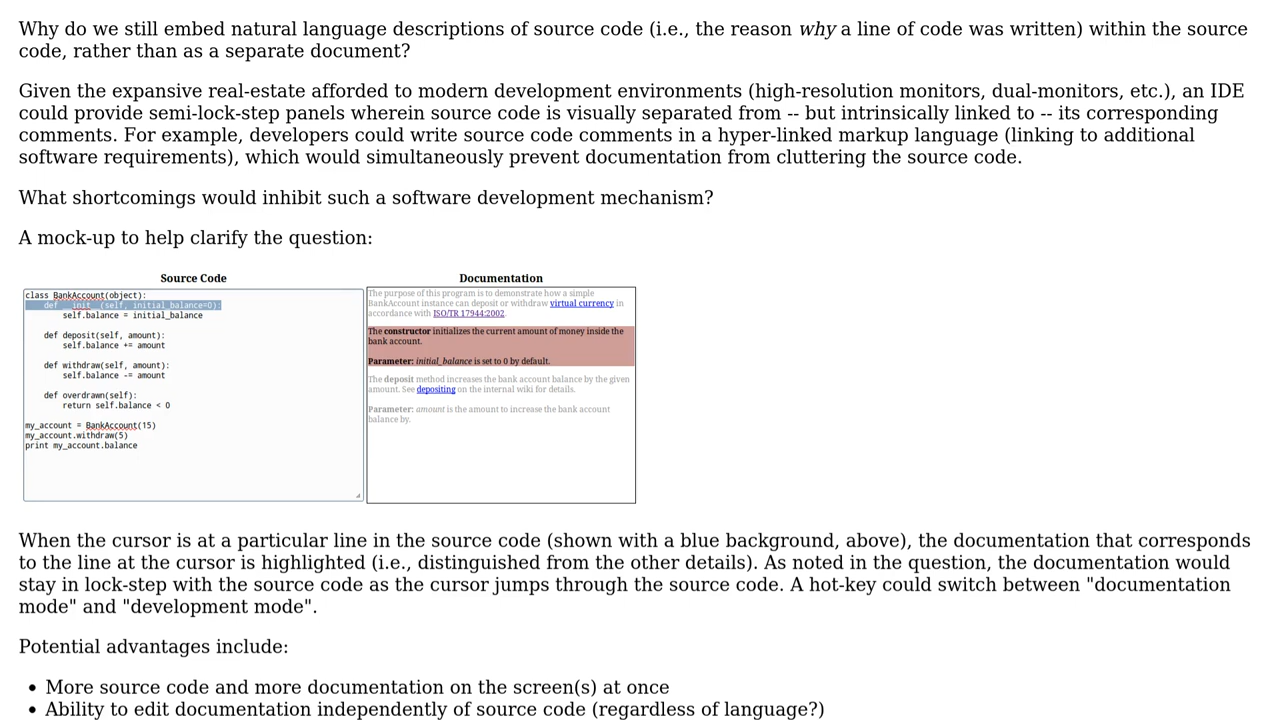 Why do we still embed natural language descriptions of source code (i.e., the reason why a line of code was written) within the source
code, rather than as a separate document?
Given the expansive real-estate afforded to modern development environments (high-resolution monitors, dual-monitors, etc.), an IDE
could provide semi-lock-step panels wherein source code is visually separated from -- but intrinsically linked to -- its corresponding
comments. For example, developers could write source code comments in a hyper-linked markup language (linking to additional
software requirements), which would simultaneously prevent documentation from cluttering the source code.
What shortcomings would inhibit such a software development mechanism?
A mock-up to help clarify the question:
Source Code
class BankAccount(object):
def __init__(self, initial_balance=0):
self.balance = initial_balance
def deposit(self, amount):
self.balance += amount
def withdraw(self, amount):
self.balance -= amount
def overdrawn(self):
return self.balance < 0
my_account = BankAccount(15)
my_account.withdraw(5)
print my_account.balance
Documentation
The purpose of this program is to demonstrate how a simple
BankAccount instance can deposit or withdraw virtual currency in
accordance with ISO/TR 17944:2002.
The constructor initializes the current amount of money inside the
bank account.
Parameter: initial_balance is set to 0 by default.
The deposit method increases the bank account balance by the given
amount. See depositing on the internal wiki for details.
Parameter: amount is the amount to increase the bank account
balance by.
When the cursor is at a particular line in the source code (shown with a blue background, above), the documentation that corresponds
to the line at the cursor is highlighted (i.e., distinguished from the other details). As noted in the question, the documentation would
stay in lock-step with the source code as the cursor jumps through the source code. A hot-key could switch between "documentation
mode" and "development mode".
Potential advantages include:
• More source code and more documentation on the screen(s) at once
• Ability to edit documentation independently of source code (regardless of language?)